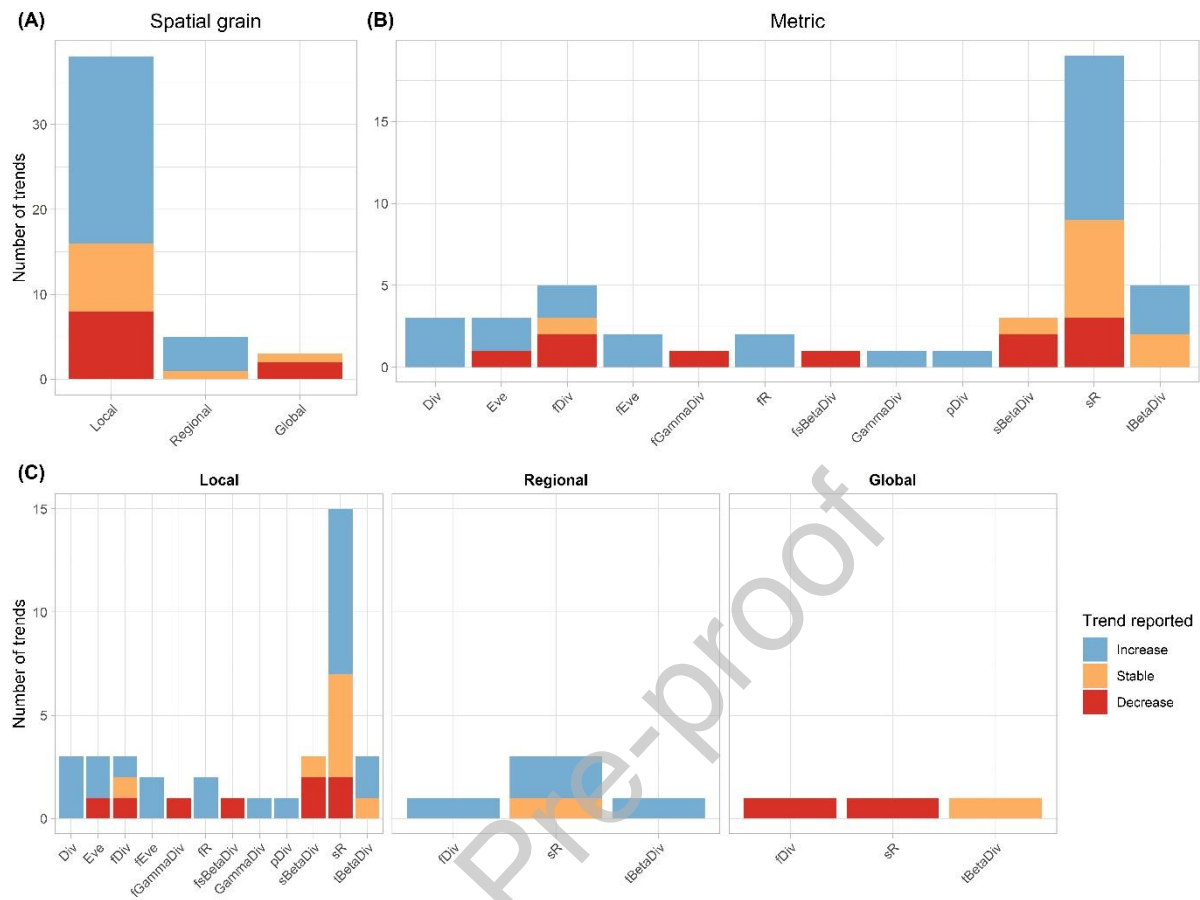 (A)
Spatial grain
Number of trends
30
20
10
0
Local
Regional
Global
(B)
Metric
15
10
5
0
Div
Eve
fDiv
fEve
fGammaDiv
fR
fsBetaDiv
GammaDiv
pDiv
sBetaDiv
sR
tBetaDiv
(C)
Local
Regional
Global
Number of trends
15
10
5
0
Div
Eve
fDiv
fEve
fGammaDiv
fR
fsBetaDiv
GammaDiv
pDiv
sBetaDiv
sR
tBetaDiv
fDiv
sR
tBetaDiv
fDiv
sR
tBetaDiv
Trend reported
Increase
Stable
Decrease
Pre-proof